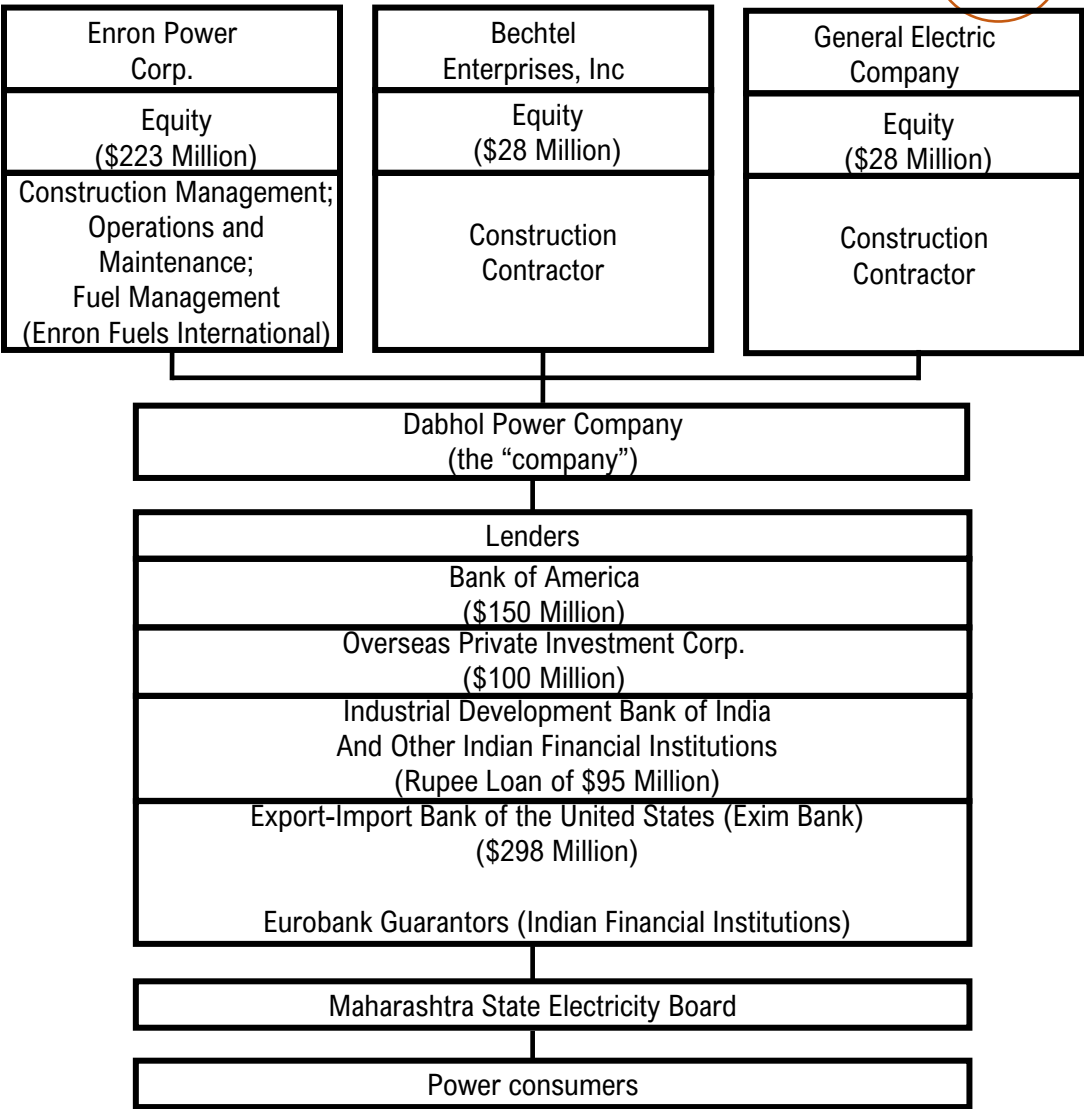 Enron Power
Corp.
Equity
($223 Million)
Construction Management;
Operations and
Maintenance;
Fuel Management
(Enron Fuels International)
Bechtel
Enterprises, Inc
Equity
($28 Million)
Construction
Contractor
General Electric
Company
Equity
($28 Million)
Construction
Contractor
Dabhol Power Company
(the “company”)
Lenders
Bank of America
($150 Million)
Overseas Private Investment Corp.
($100 Million)
Industrial Development Bank of India
And Other Indian Financial Institutions
(Rupee Loan of $95 Million)
Export-Import Bank of the United States (Exim Bank)
($298 Million)
Eurobank Guarantors (Indian Financial Institutions)
Maharashtra State Electricity Board
Power consumers